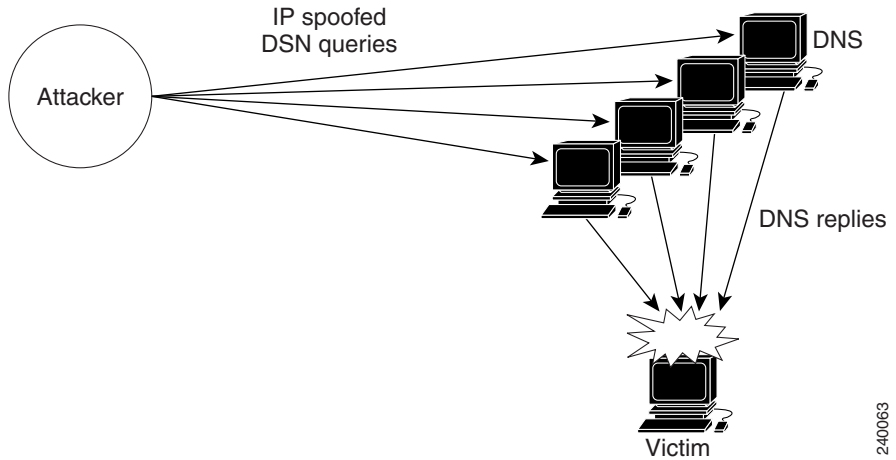 IP spoofed
DSN queries
DNS
Attacker
DNS replies
Victim
240063